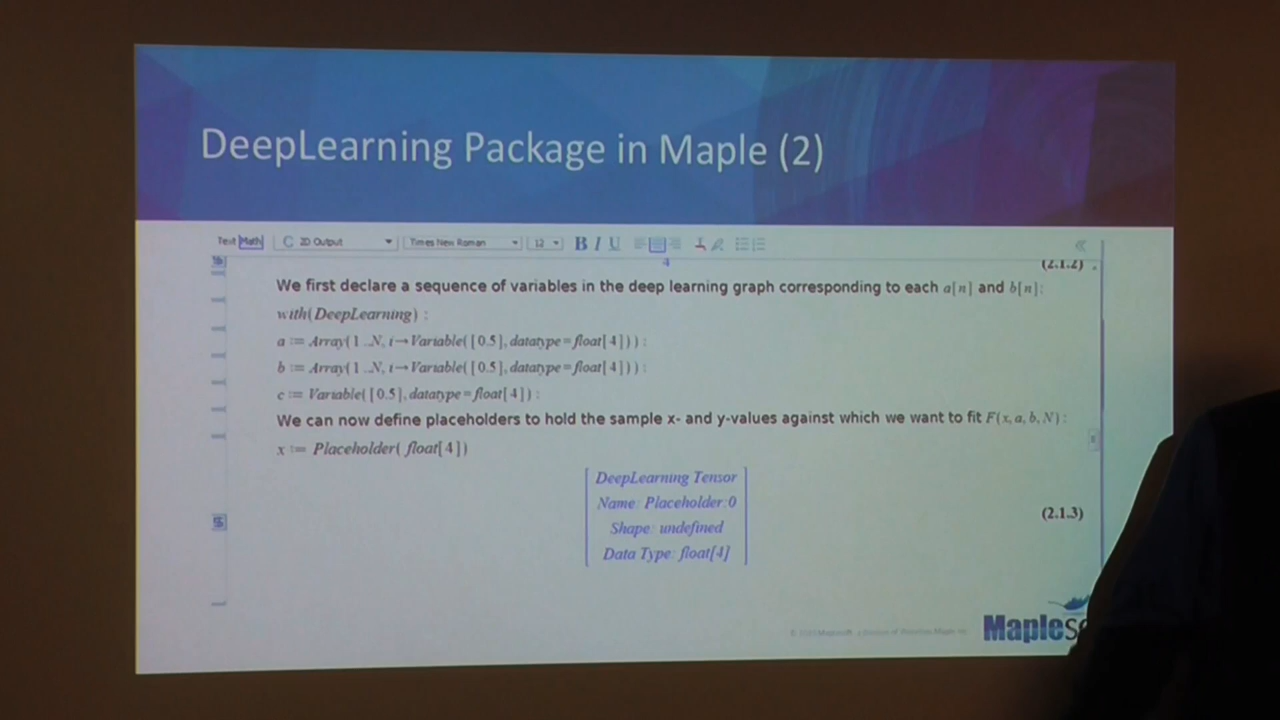 DeepLearning Package in Maple (2)
Text Math C 2D Output Times New Roman 12 B I U
(2.1.2)
We first declare a sequence of variables in the deep learning graph corresponding to each a[n] and b[n]:
with(DeepLearning) :
a := Array(1 ..N, i→Variable([0.5], datatype = float[4])) :
b := Array(1 ..N, i→Variable([0.5], datatype = float[4])) :
c := Variable([0.5], datatype = float[4]) :
We can now define placeholders to hold the sample x- and y-values against which we want to fit F(x, a, b, N):
x := Placeholder( float[4])
DeepLearning Tensor
Name: Placeholder:0
Shape: undefined
Data Type: float[4]
(2.1.3)
MapleS